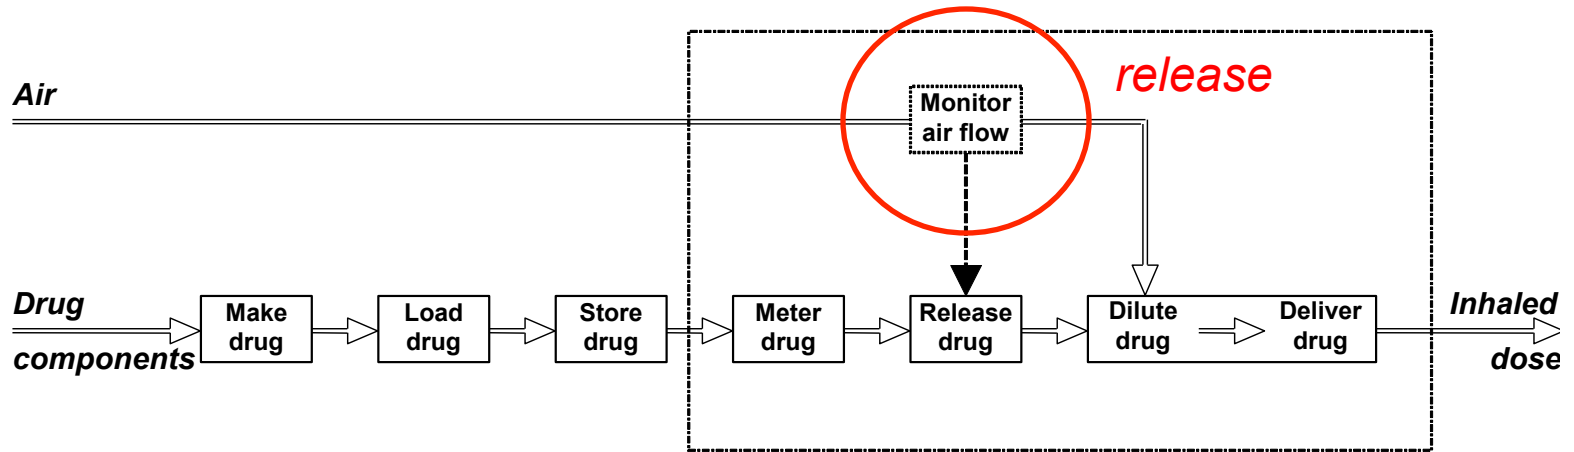 release
Air
Monitor
air flow
Drug
components
Make
drug
Load
drug
Store
drug
Meter
drug
Release
drug
Dilute
drug
Deliver
drug
Inhaled
dose